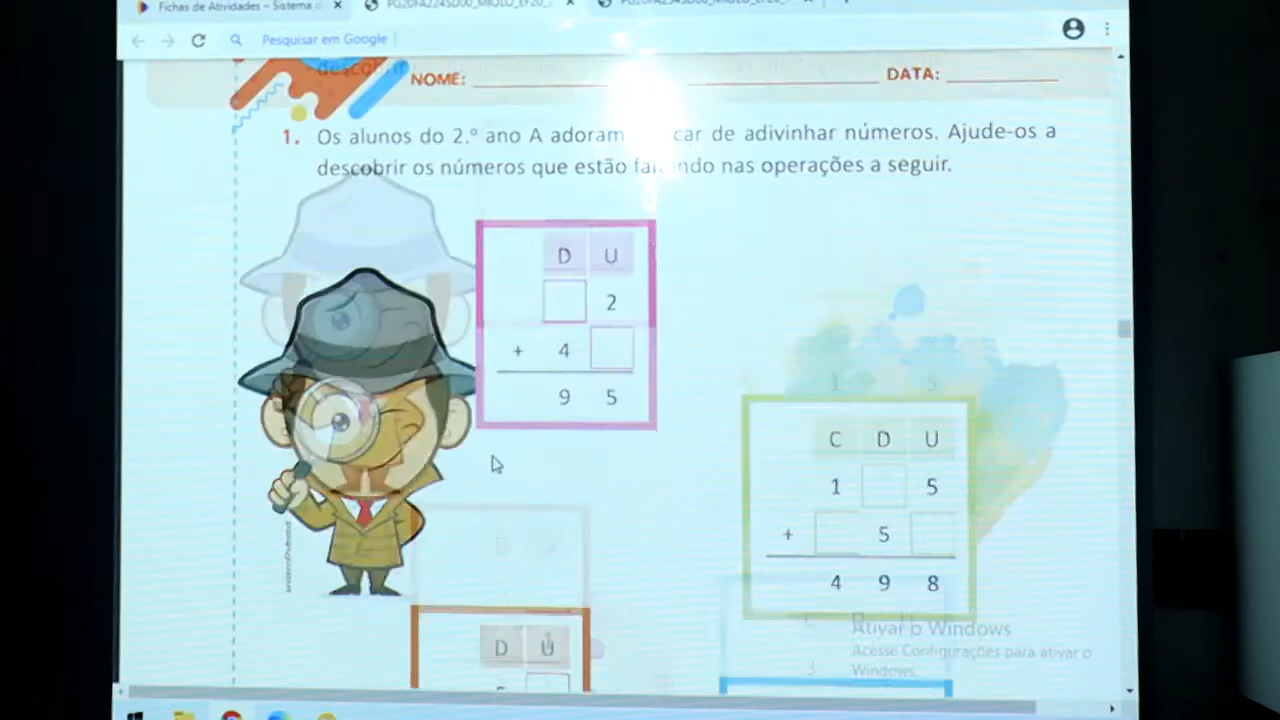 Fichas de Atividades – Sistema
Pesquisar em Google
descobrir
NOME:
DATA:
1. Os alunos do 2.º ano A adoram car de adivinhar números. Ajude-os a
descobrir os números que estão nas operações a seguir.
D U
2
+ 4
9 5
C D U
1 5
+ 5
4 9 8
D U
Ativar o Windows
Acesse Configurações para ativar o
Windows.